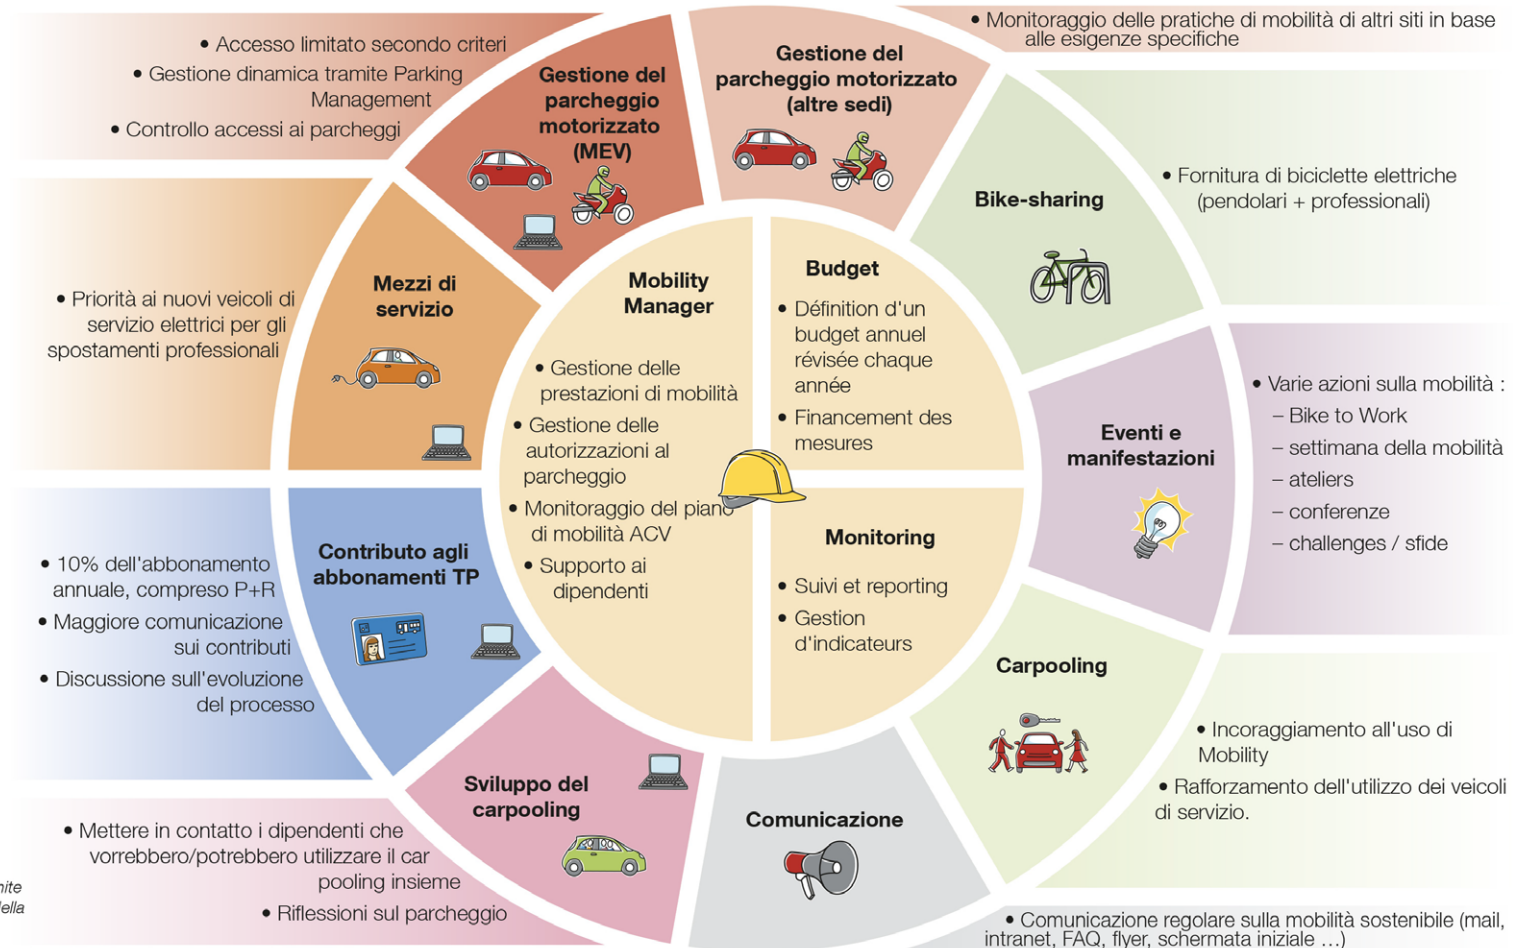 • Accesso limitato secondo criteri
• Gestione dinamica tramite Parking
Management
• Controllo accessi ai parcheggi
Gestione del
parcheggio
motorizzato
(MEV)
Gestione del
parcheggio motorizzato
(altre sedi)
• Monitoraggio delle pratiche di mobilità di altri siti in base
alle esigenze specifiche
Bike-sharing
• Fornitura di biciclette elettriche
(pendolari + professionali)
Mezzi di
servizio
• Priorità ai nuovi veicoli di
servizio elettrici per gli
spostamenti professionali
Mobility
Manager
• Gestione delle
prestazioni di mobilità
• Gestione delle
autorizzazioni al
parcheggio
• Monitoraggio del piano
di mobilità ACV
• Supporto ai
dipendenti
Budget
• Définition d'un
budget annuel
révisée chaque
année
• Financement des
mesures
Eventi e
manifestazioni
• Varie azioni sulla mobilità :
– Bike to Work
– settimana della mobilità
– ateliers
– conferenze
– challenges / sfide
Contributo agli
abbonamenti TP
• 10% dell'abbonamento
annuale, compreso P+R
• Maggiore comunicazione
sui contributi
• Discussione sull'evoluzione
del processo
Monitoring
• Suivi et reporting
• Gestion
d'indicateurs
Carpooling
• Incoraggiamento all'uso di
Mobility
• Rafforzamento dell'utilizzo dei veicoli
di servizio.
Sviluppo del
carpooling
• Mettere in contatto i dipendenti che
vorrebbero/potrebbero utilizzare il car
pooling insieme
• Riflessioni sul parcheggio
Comunicazione
• Comunicazione regolare sulla mobilità sostenibile (mail,
intranet, FAQ, flyer, schermata iniziale …)